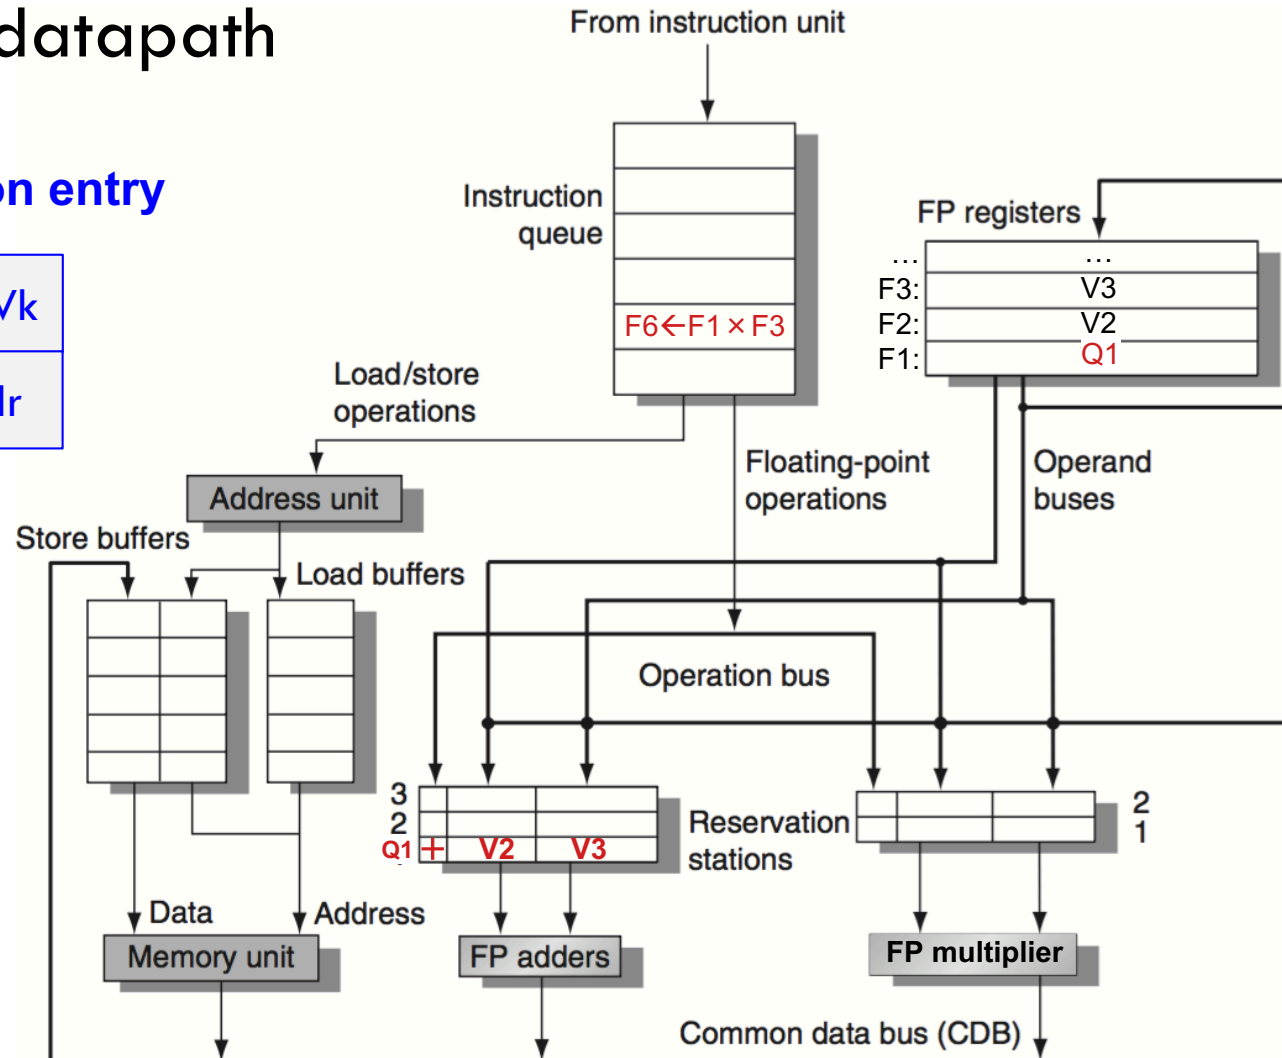 datapath
From instruction unit
on entry
Instruction
queue
FP registers
... ...
F3: V3
F2: V2
F1: Q1
Vk
F6←F1 × F3
Load/store
operations
dr
Floating-point
operations
Operand
buses
Address unit
Store buffers
Load buffers
Operation bus
3
2
Q1 + V2 V3
Reservation
stations
2
1
Data
Address
Memory unit
FP adders
FP multiplier
Common data bus (CDB)